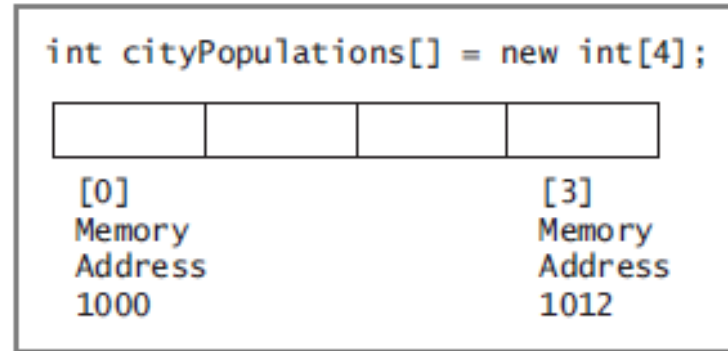 int cityPopulations[] = new int[4];
[0] [3]
Memory Memory
Address Address
1000 1012